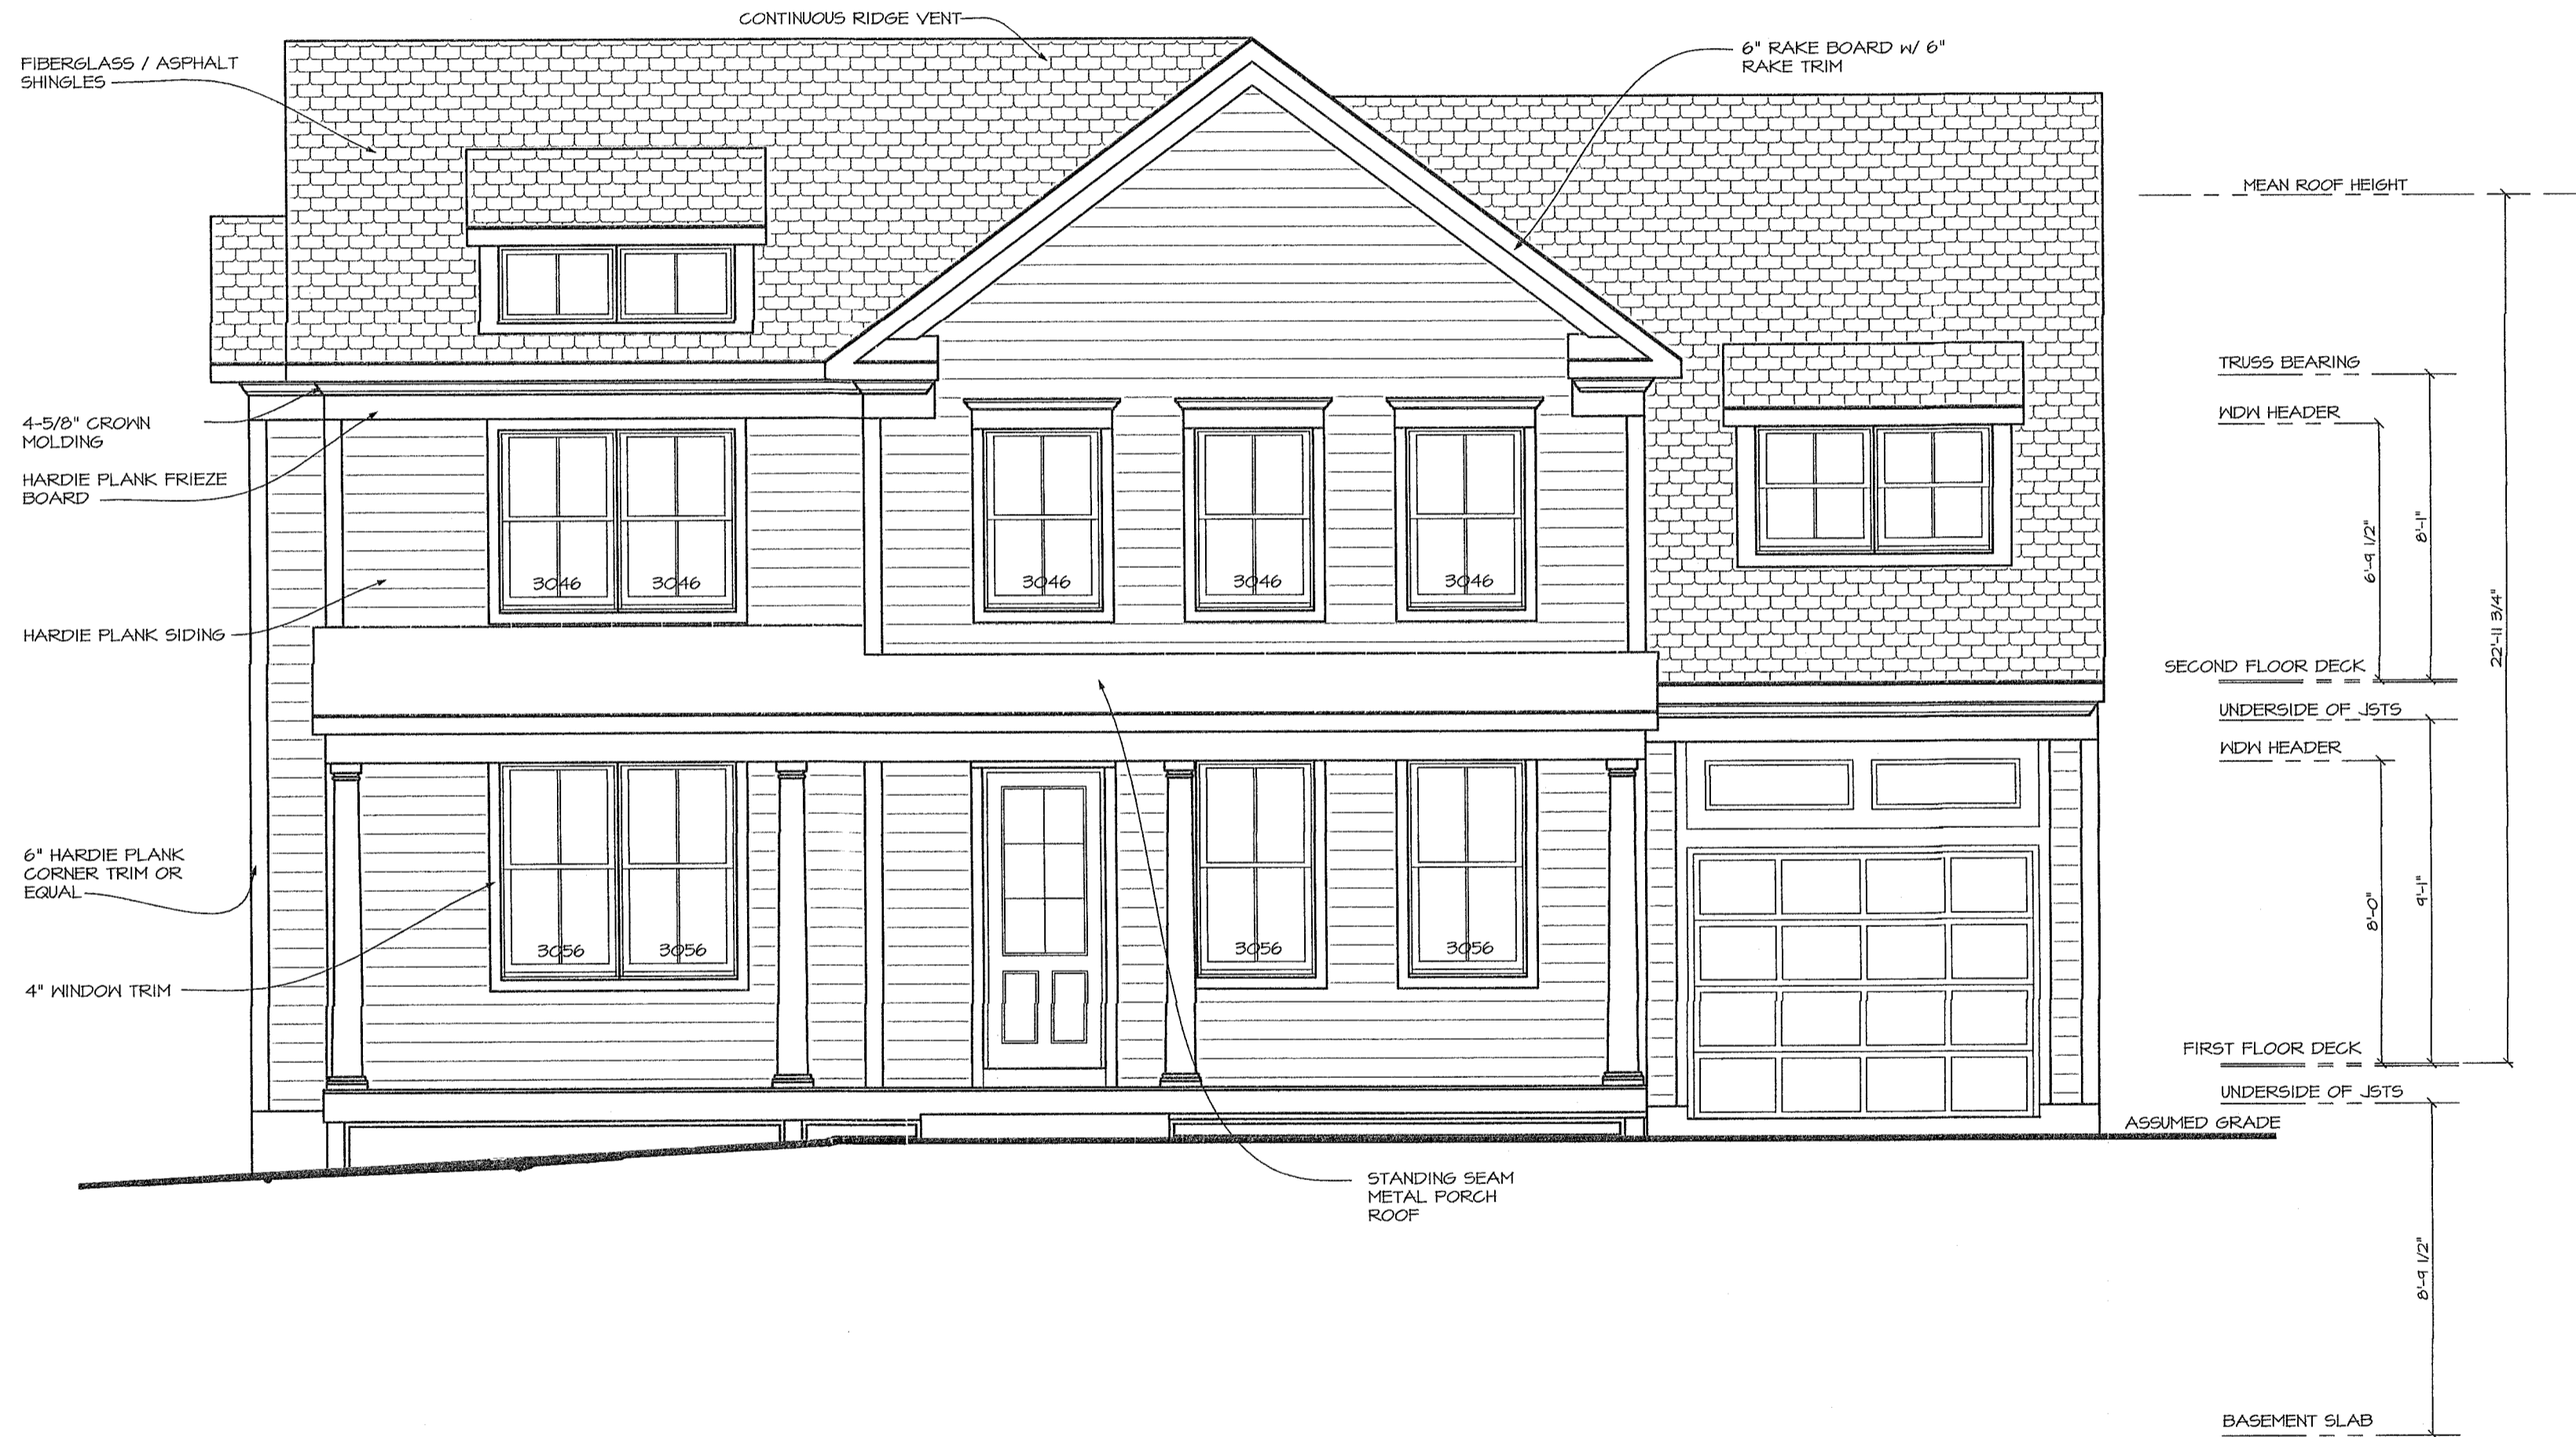 CONTINUOUS RIDGE VENT
6" RAKE BOARD w/ 6"
RAKE TRIM
FIBERGLASS / ASPHALT
SHINGLES
MEAN ROOF HEIGHT
TRUSS BEARING
WDW HEADER
4-5/8" CROWN
MOLDING
HARDIE PLANK FRIEZE
BOARD
6'-9 1/2"
8'-1"
22'-11 3/4"
3046
3046
3046
3046
3046
HARDIE PLANK SIDING
SECOND FLOOR DECK
UNDERSIDE OF JSTS
WDW HEADER
6" HARDIE PLANK
CORNER TRIM OR
EQUAL
8'-0"
9'-1"
3056
3056
3056
3056
4" WINDOW TRIM
FIRST FLOOR DECK
UNDERSIDE OF JSTS
ASSUMED GRADE
STANDING SEAM
METAL PORCH
ROOF
8'-9 1/2"
BASEMENT SLAB